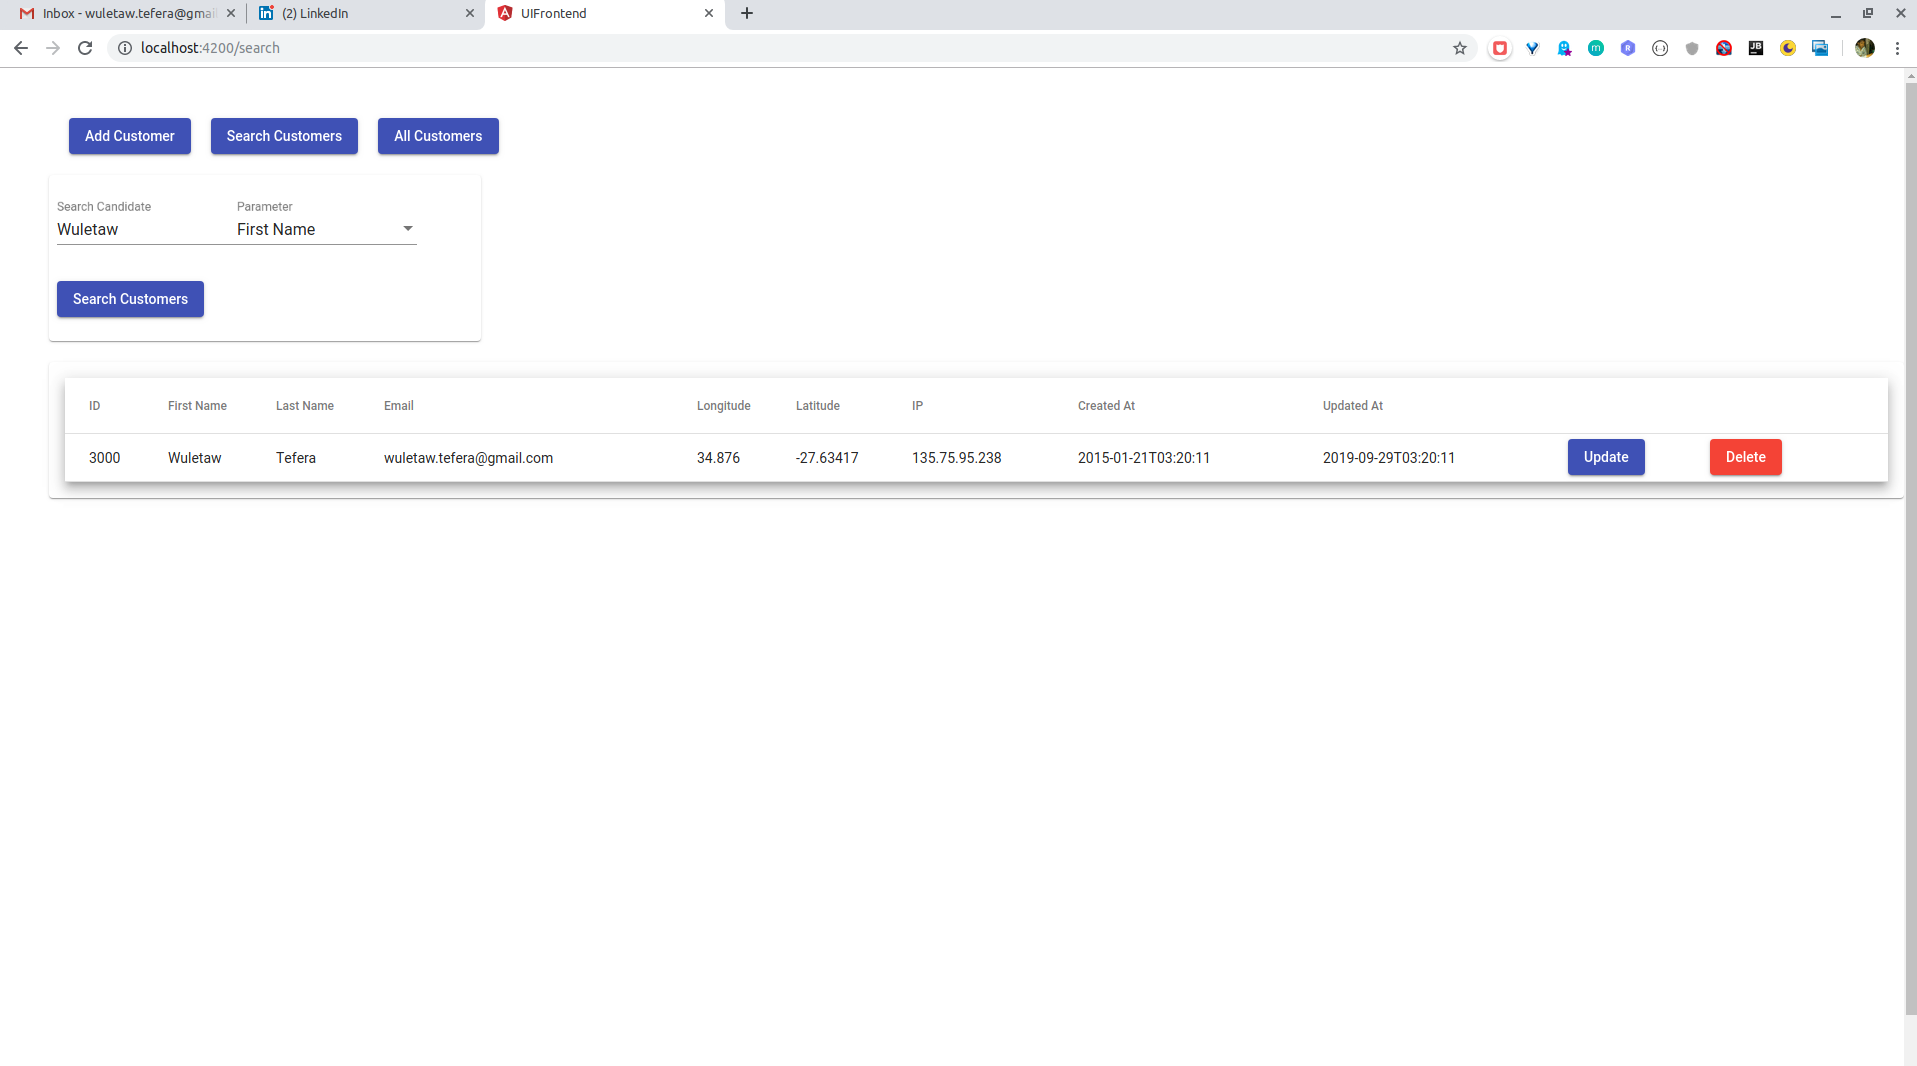 Inbox - wuletaw.tefera@gmai
(2) LinkedIn
UIFrontend
localhost:4200/search
Add Customer Search Customers All Customers
Search Candidate Parameter
Wuletaw First Name
Search Customers
ID First Name Last Name Email Longitude Latitude IP Created At Updated At
3000 Wuletaw Tefera wuletaw.tefera@gmail.com 34.876 -27.63417 135.75.95.238 2015-01-21T03:20:11 2019-09-29T03:20:11 Update Delete